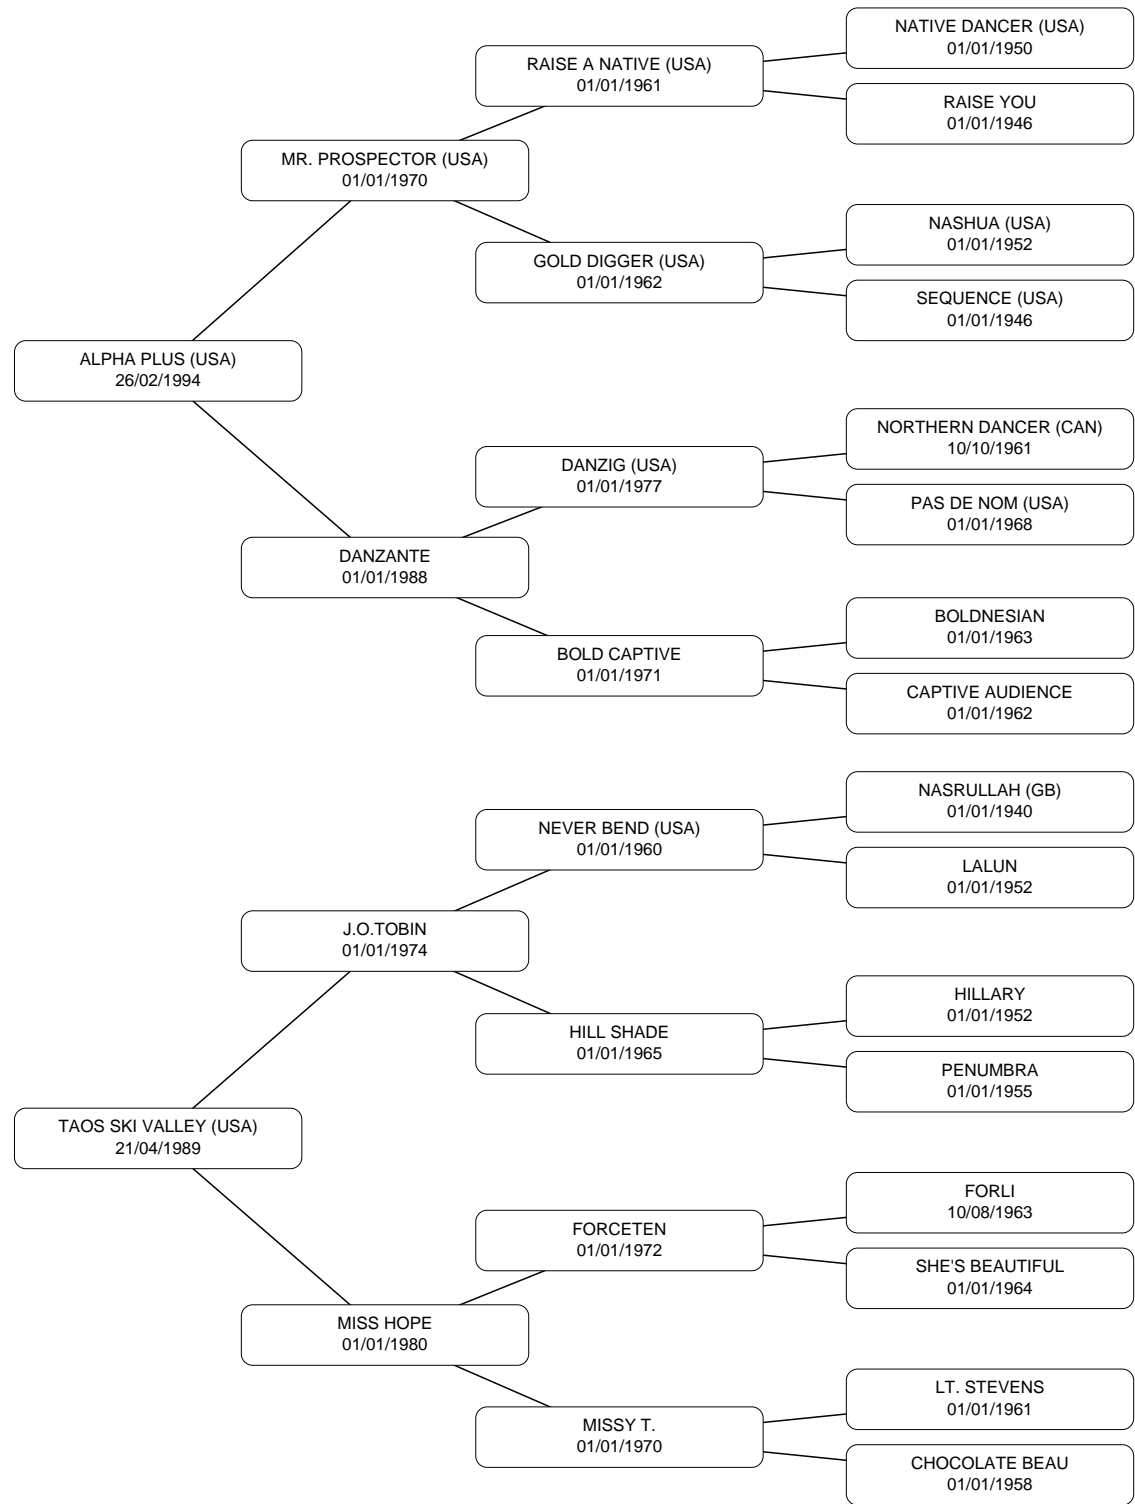 NATIVE DANCER (USA)
01/01/1950
RAISE A NATIVE (USA)
01/01/1961
RAISE YOU
01/01/1946
MR. PROSPECTOR (USA)
01/01/1970
NASHUA (USA)
01/01/1952
GOLD DIGGER (USA)
01/01/1962
SEQUENCE (USA)
01/01/1946
ALPHA PLUS (USA)
26/02/1994
NORTHERN DANCER (CAN)
10/10/1961
DANZIG (USA)
01/01/1977
PAS DE NOM (USA)
01/01/1968
DANZANTE
01/01/1988
BOLDNESIAN
01/01/1963
BOLD CAPTIVE
01/01/1971
CAPTIVE AUDIENCE
01/01/1962
NASRULLAH (GB)
01/01/1940
NEVER BEND (USA)
01/01/1960
LALUN
01/01/1952
J.O.TOBIN
01/01/1974
HILLARY
01/01/1952
HILL SHADE
01/01/1965
PENUMBRA
01/01/1955
TAOS SKI VALLEY (USA)
21/04/1989
FORLI
10/08/1963
FORCETEN
01/01/1972
SHE'S BEAUTIFUL
01/01/1964
MISS HOPE
01/01/1980
LT. STEVENS
01/01/1961
MISSY T.
01/01/1970
CHOCOLATE BEAU
01/01/1958